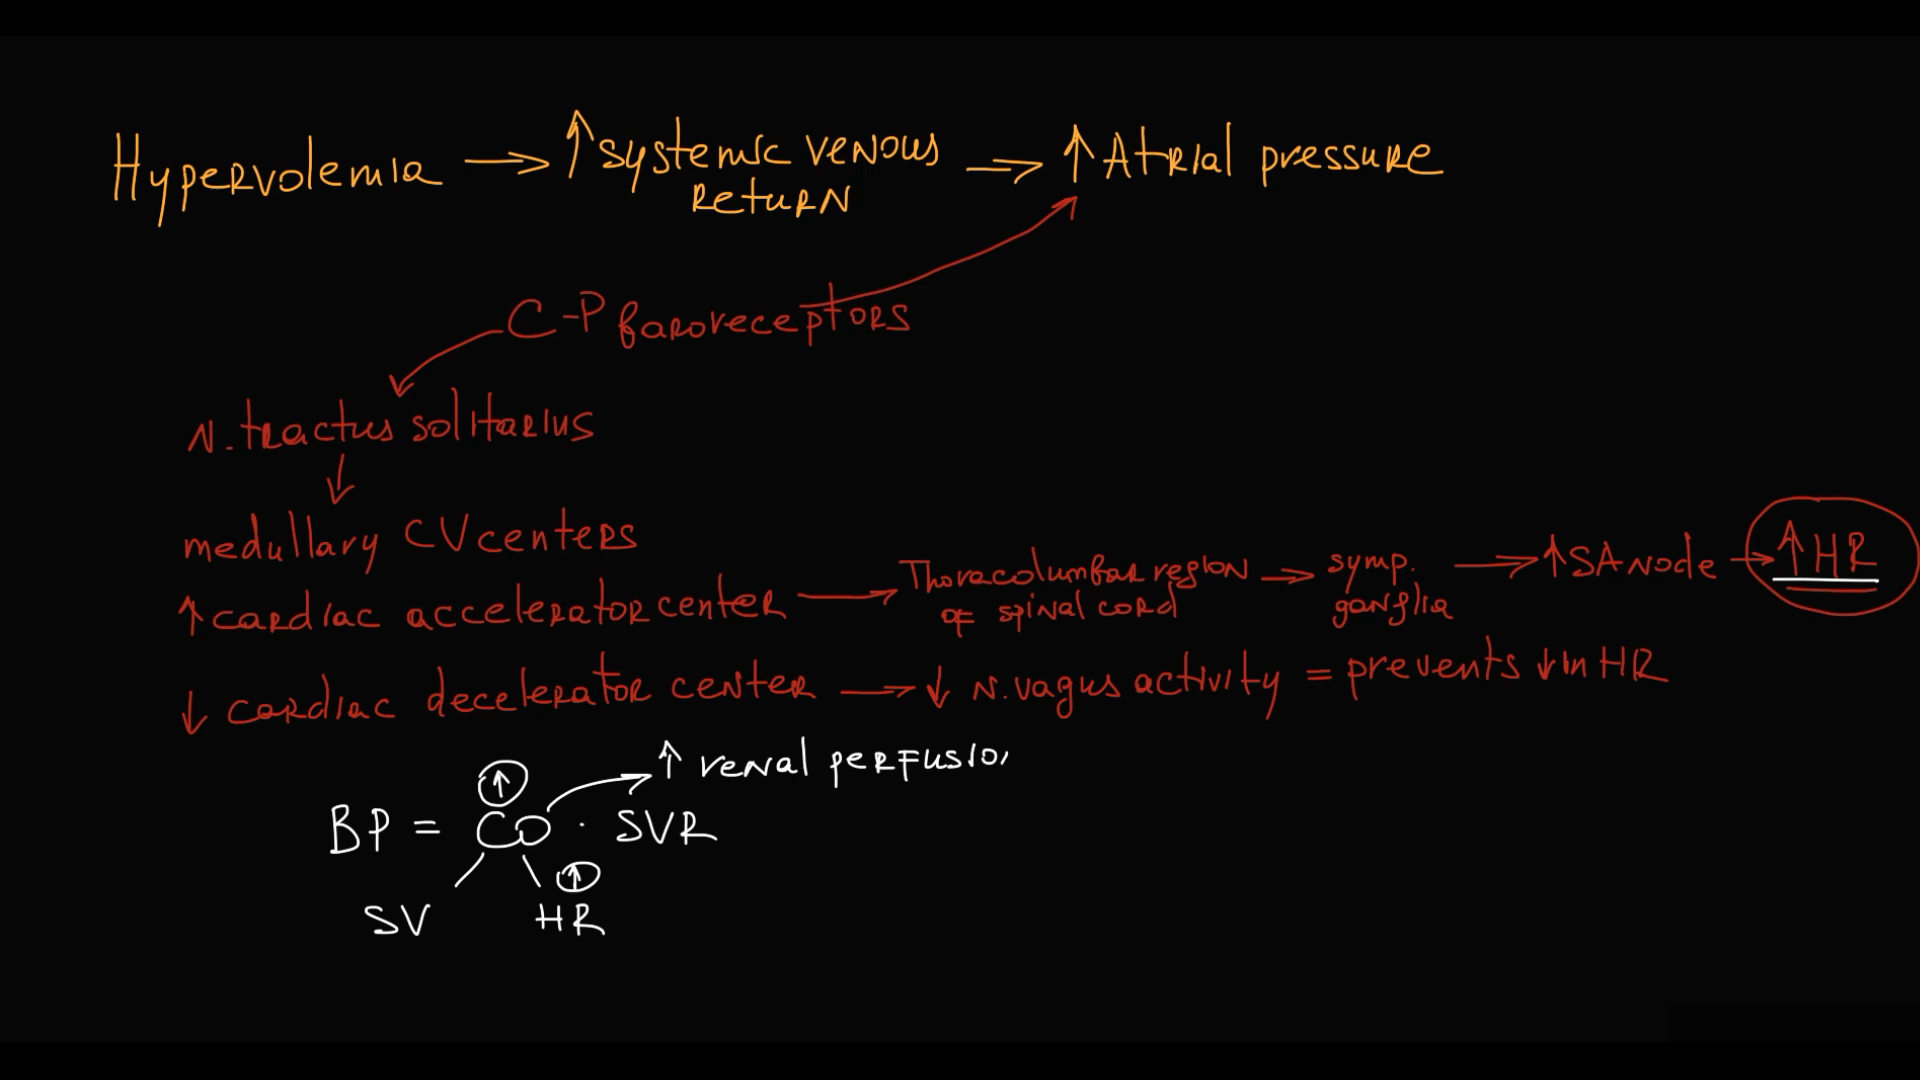 Hypervolemia → ↑ systemic venous return → ↑ Atrial pressure
C-P baroreceptors
N. tractus solitarius
↓
medullary CV centers
↑ cardiac accelerator center → Thoracolumbar region of spinal cord → symp. ganglia → ↑ SA node → ↑ HR
↓ cardiac decelerator center → ↓ N. vagus activity = prevents ↓ in HR
↑ → ↑ renal perfusion
BP = CO · SVR
↑
SV HR